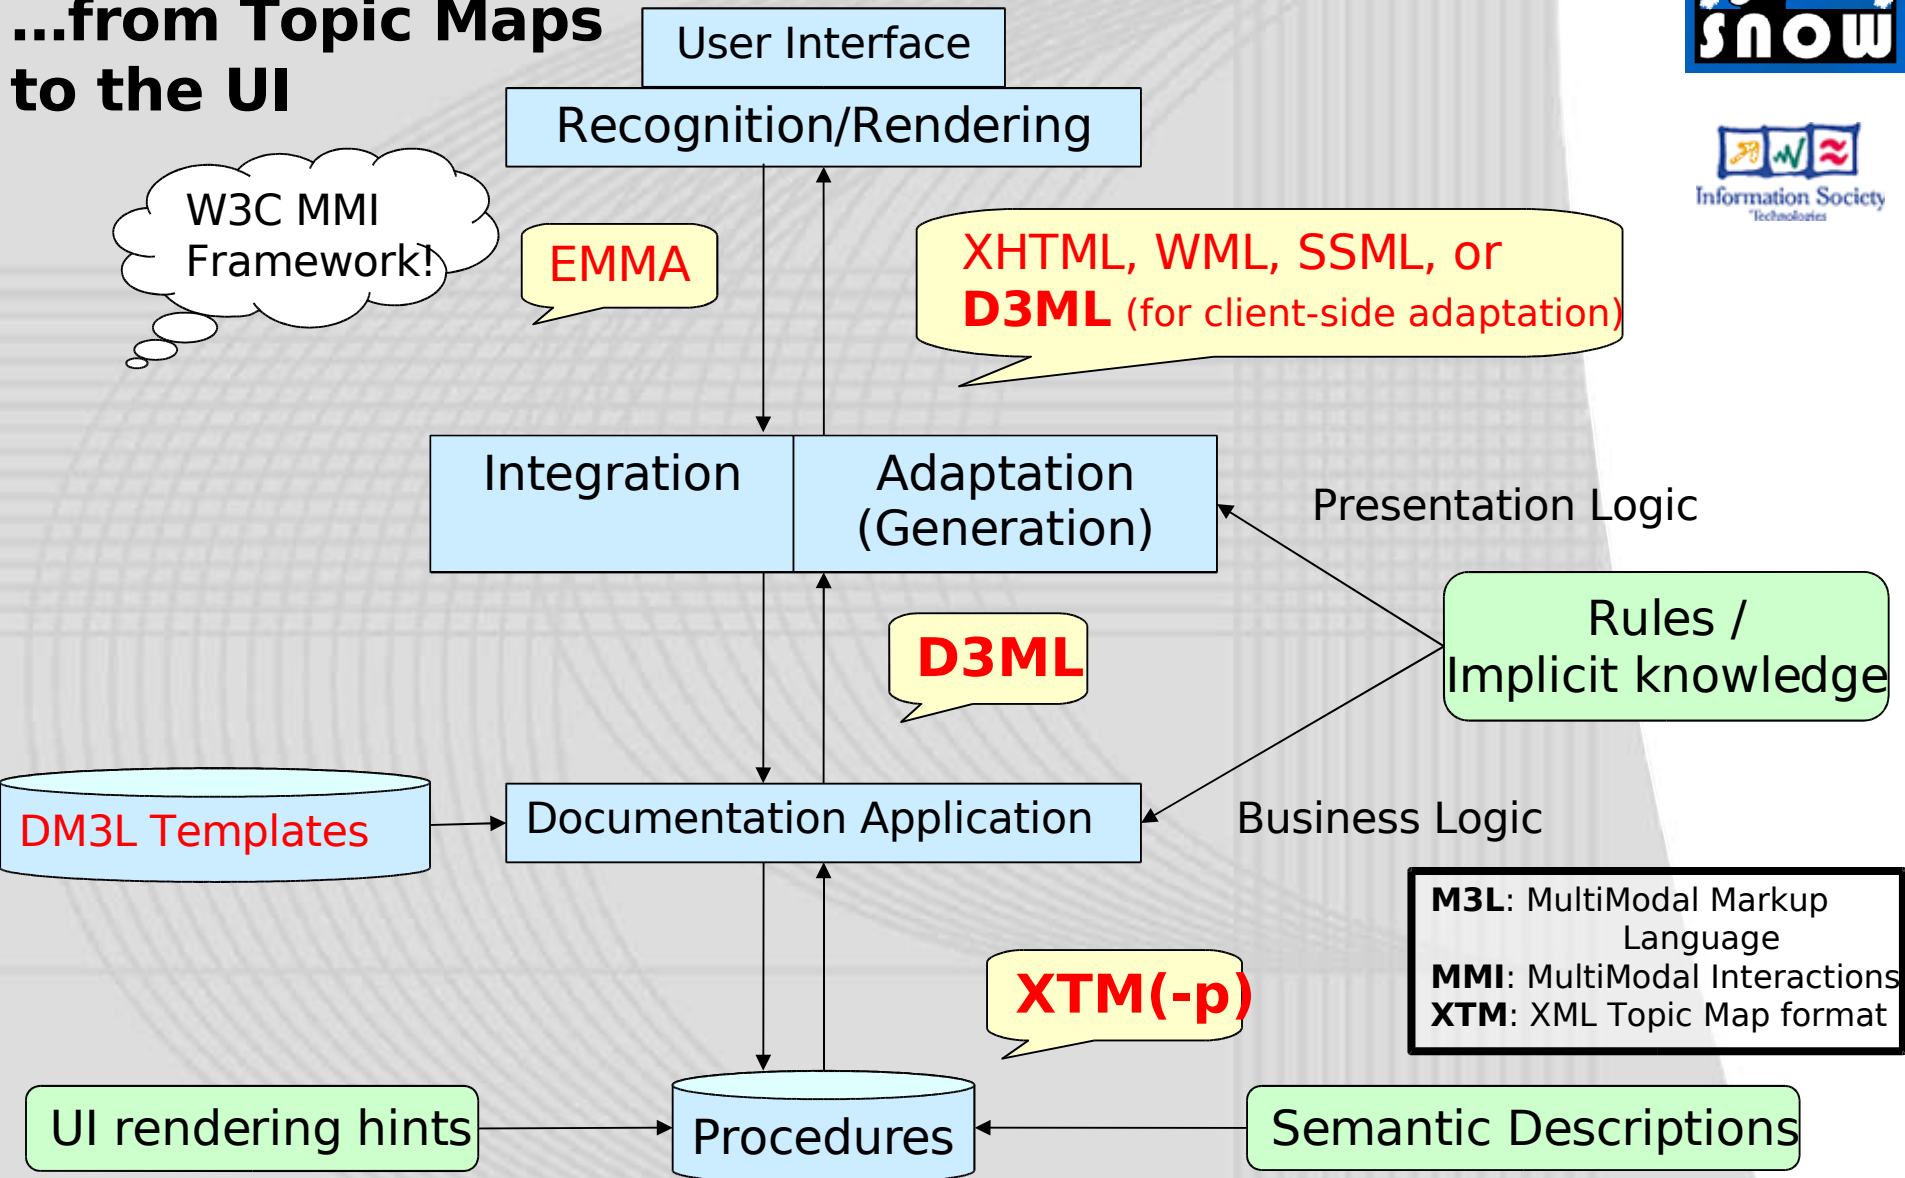 ...from Topic Maps
to the UI
User Interface
snow
Recognition/Rendering
Information Society
Technologies
W3C MMI
Framework!
EMMA
XHTML, WML, SSML, or
D3ML (for client-side adaptation)
Integration
Adaptation
(Generation)
Presentation Logic
Rules /
Implicit knowledge
D3ML
DM3L Templates
Documentation Application
Business Logic
M3L: MultiModal Markup
Language
MMI: MultiModal Interactions
XTM: XML Topic Map format
XTM(-p)
UI rendering hints
Procedures
Semantic Descriptions